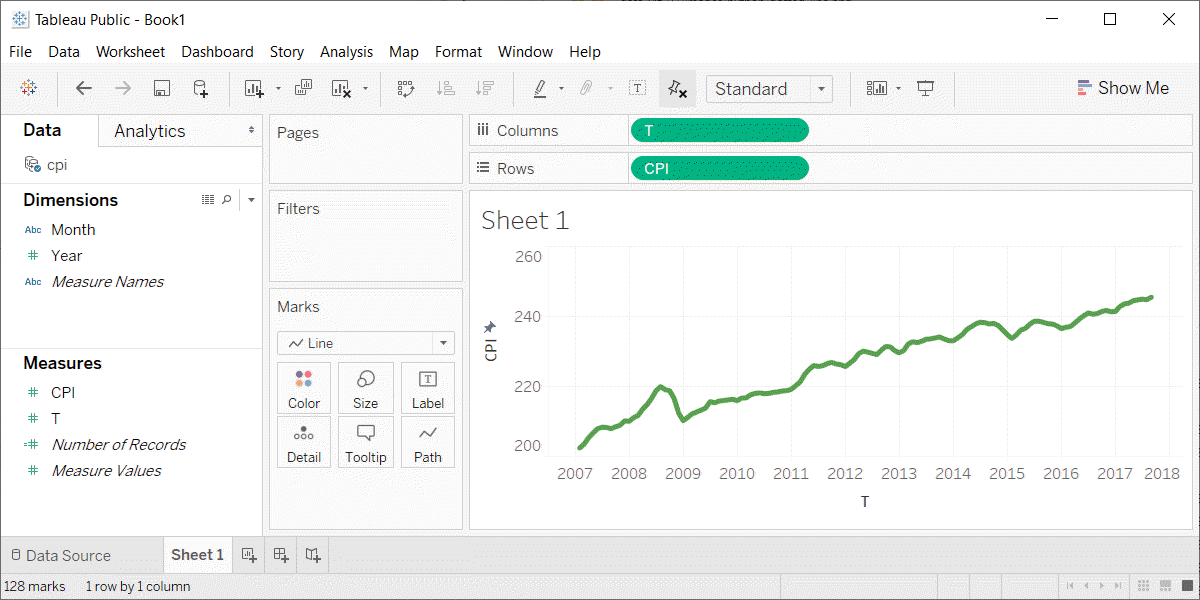 Tableau Public - Book1
File Data Worksheet Dashboard Story Analysis Map Format Window Help
T Standard Show Me
Data Analytics
cpi
Dimensions
Abc Month
# Year
Abc Measure Names
Measures
# CPI
# T
=# Number of Records
# Measure Values
Pages
Filters
Marks
Line
Color Size T Label
Detail Tooltip Path
Columns T
Rows CPI
Sheet 1
260
240
220
200
CPI
2007 2008 2009 2010 2011 2012 2013 2014 2015 2016 2017 2018
T
Data Source Sheet 1
128 marks 1 row by 1 column